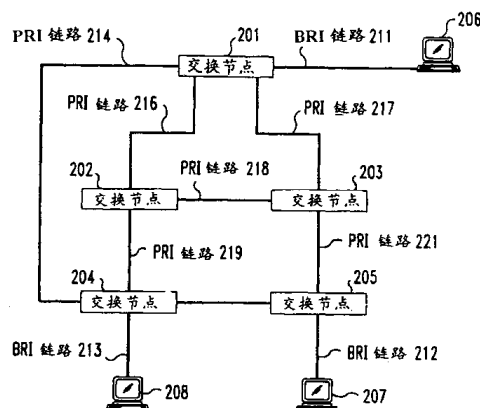 PRI 链路 214
201
BRI 链路 211
206
交换节点
PRI 链路 216
PRI 链路 217
202
PRI 链路 218
203
交换节点
交换节点
PRI 链路 219
PRI 链路 221
204
205
交换节点
交换节点
BRI 链路 213
BRI 链路 212
208
207